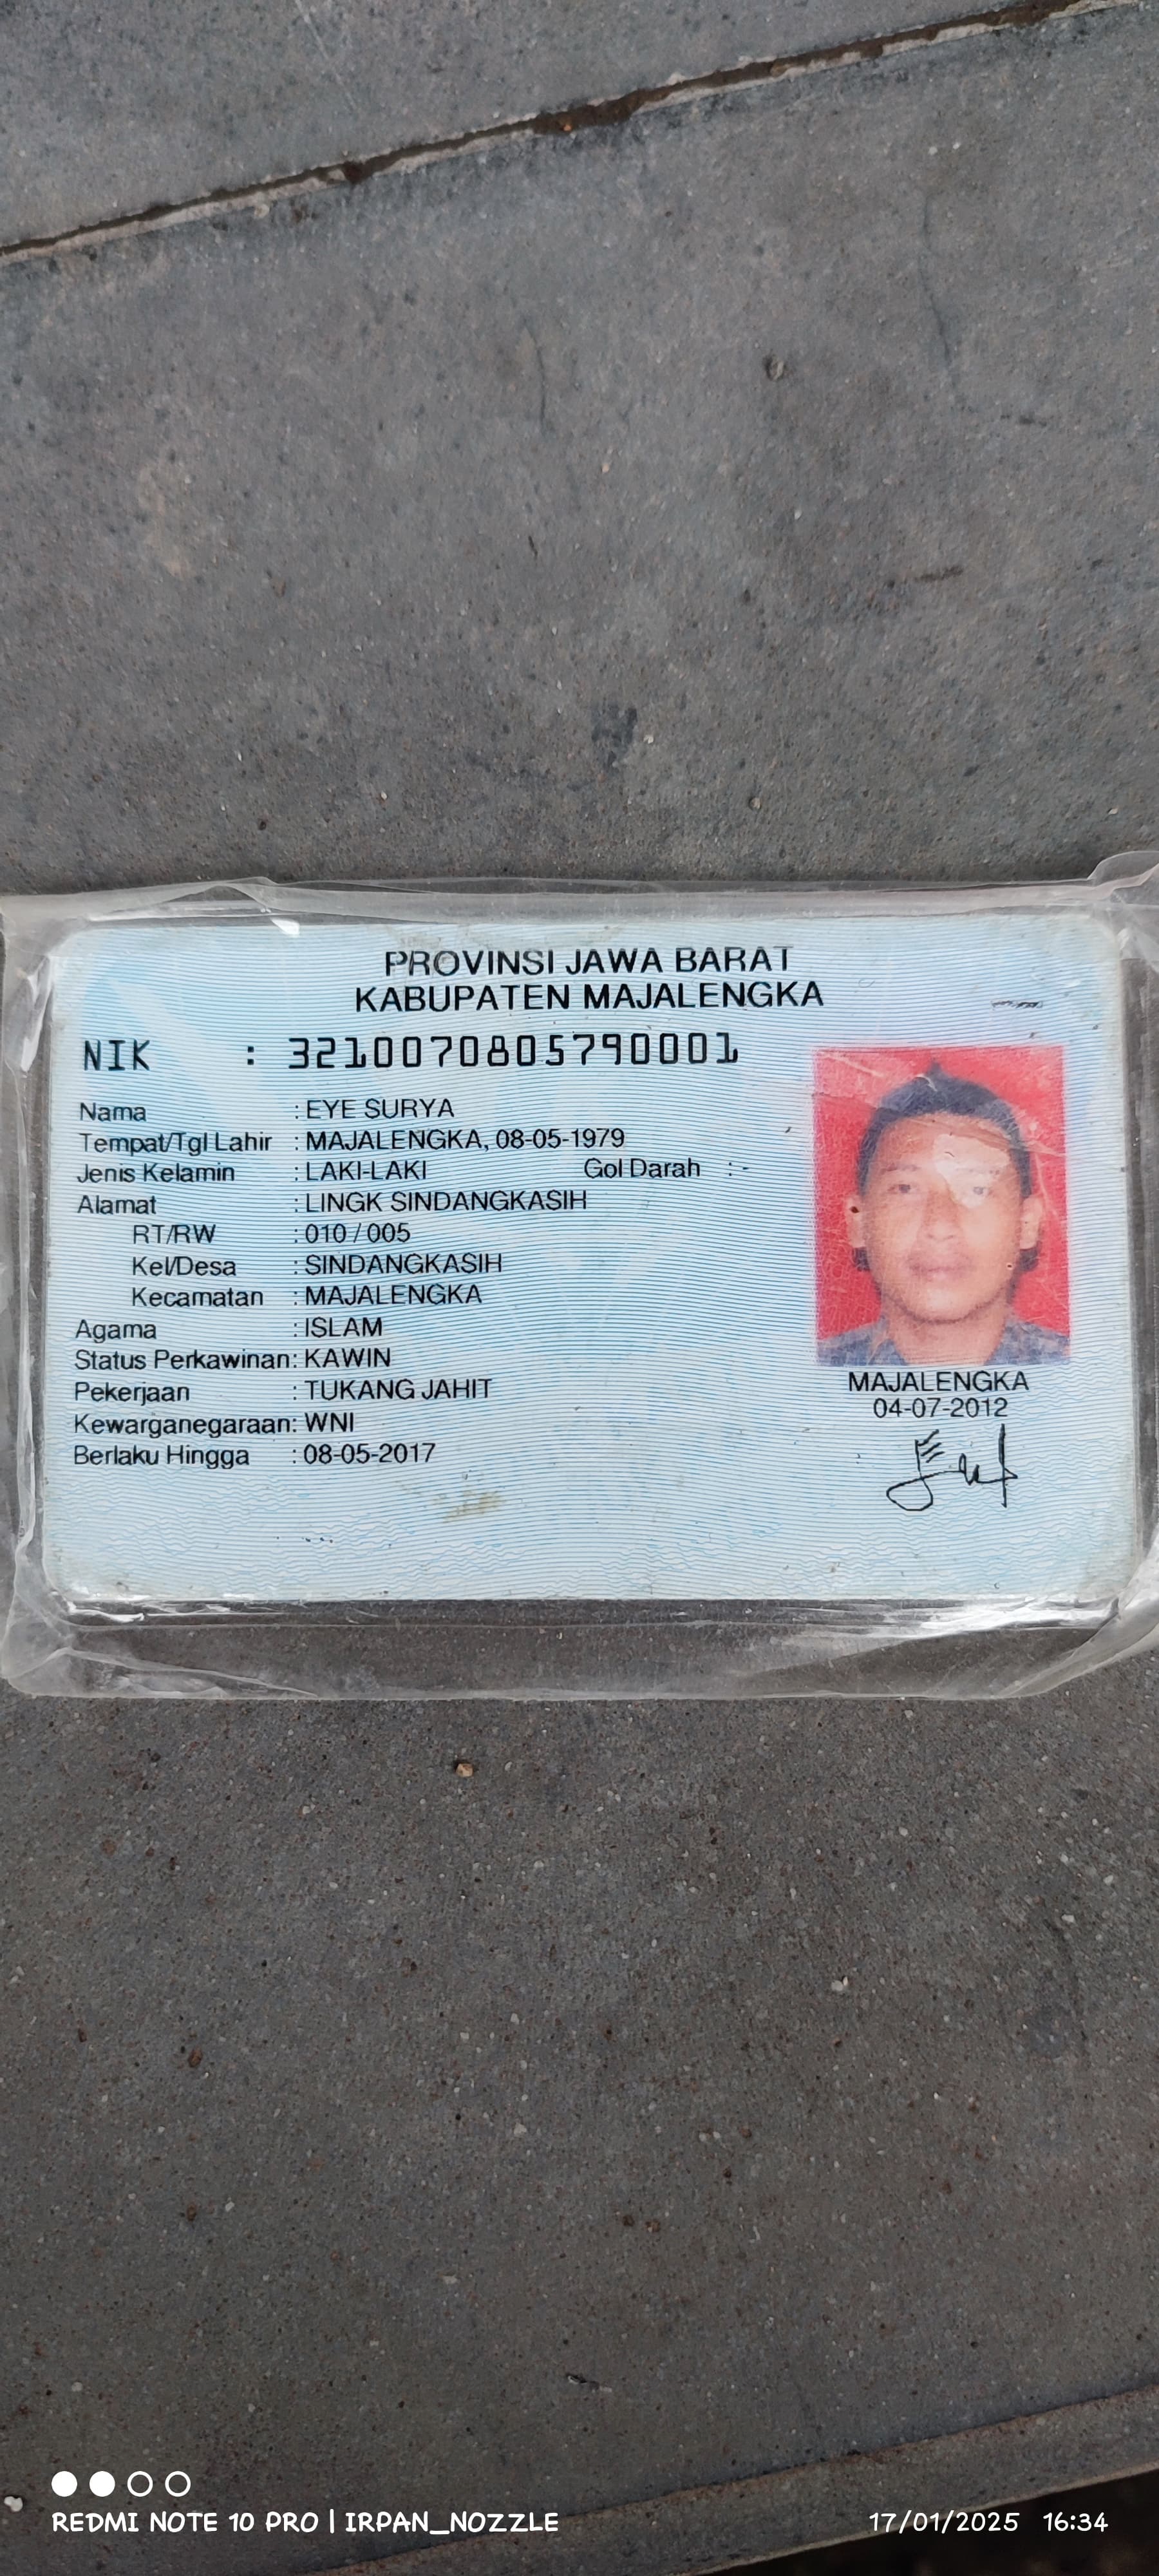 PROVINSI JAWA BARAT
KABUPATEN MAJALENGKA
NIK : 3210070805790001
Nama : EYE SURYA
Tempat/Tgl Lahir : MAJALENGKA, 08-05-1979
Jenis Kelamin : LAKI-LAKI Gol Darah : -
Alamat : LINGK SINDANGKASIH
RT/RW : 010 / 005
Kel/Desa : SINDANGKASIH
Kecamatan : MAJALENGKA
Agama : ISLAM
Status Perkawinan: KAWIN
Pekerjaan : TUKANG JAHIT
Kewarganegaraan: WNI
Berlaku Hingga : 08-05-2017
MAJALENGKA
04-07-2012
REDMI NOTE 10 PRO | IRPAN_NOZZLE
17/01/2025 16:34